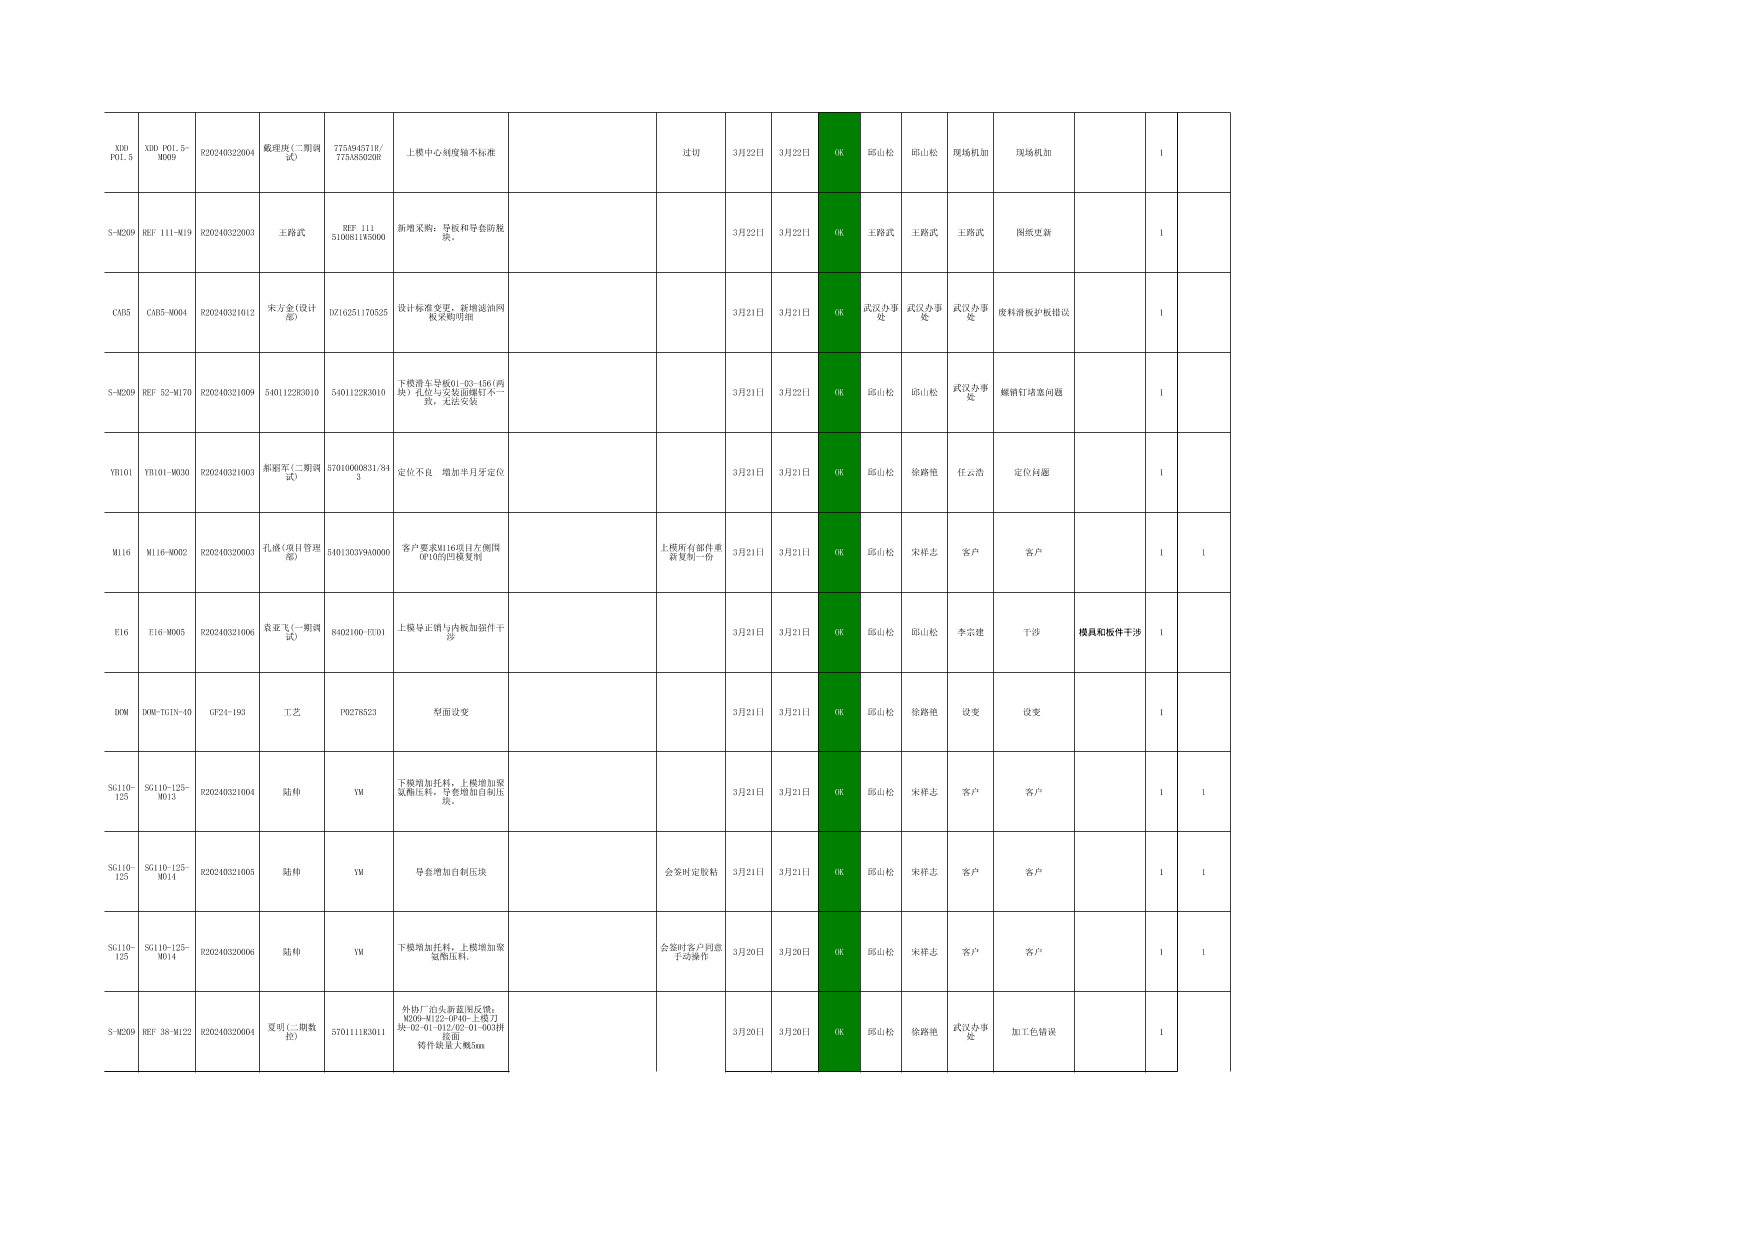 XDD P01.5 XDD P01.5-M009 R20240322004 戴理庚(二期调试) 775A94571R/775A85020R 上模中心刻度轴不标准 过切 3月22日 3月22日 OK 邱山松 邱山松 现场机加 现场机加 1
S-M209 REF 111-M19 R20240322003 王路武 REF 111 5100811W5000 新增采购：导板和导套防脱块。 3月22日 3月22日 OK 王路武 王路武 王路武 图纸更新 1
CAB5 CAB5-M004 R20240321012 宋方金(设计部) DZ16251170525 设计标准变更，新增滤油网板采购明细 3月21日 3月21日 OK 武汉办事处 武汉办事处 武汉办事处 废料滑板护板错误 1
S-M209 REF 52-M170 R20240321009 5401122R3010 5401122R3010 下模滑车导板01-03-456(两块）孔位与安装面螺钉不一致，无法安装 3月21日 3月22日 OK 邱山松 邱山松 武汉办事处 螺销钉堵塞问题 1
YB101 YB101-M030 R20240321003 郝丽军(二期调试) 57010000831/843 定位不良 增加半月牙定位 3月21日 3月21日 OK 邱山松 徐路艳 任云浩 定位问题 1
M116 M116-M002 R20240320003 孔盛(项目管理部) 5401303V9A0000 客户要求M116项目左侧围OP10的凹模复制 上模所有部件重新复制一份 3月21日 3月21日 OK 邱山松 宋祥志 客户 客户 1 1
E16 E16-M005 R20240321006 袁亚飞(一期调试) 8402100-EU01 上模导正销与内板加强件干涉 3月21日 3月21日 OK 邱山松 邱山松 李宗建 干涉 模具和板件干涉 1
DOM DOM-TGIN-40 GF24-193 工艺 P0278523 型面设变 3月21日 3月21日 OK 邱山松 徐路艳 设变 设变 1
SG110-125 SG110-125-M013 R20240321004 陆帅 YM 下模增加托料，上模增加聚氨酯压料，导套增加自制压块。 3月21日 3月21日 OK 邱山松 宋祥志 客户 客户 1 1
SG110-125 SG110-125-M014 R20240321005 陆帅 YM 导套增加自制压块 会签时定胶粘 3月21日 3月21日 OK 邱山松 宋祥志 客户 客户 1 1
SG110-125 SG110-125-M014 R20240320006 陆帅 YM 下模增加托料，上模增加聚氨酯压料. 会签时客户同意手动操作 3月20日 3月20日 OK 邱山松 宋祥志 客户 客户 1 1
S-M209 REF 38-M122 R20240320004 夏明(二期数控) 5701111R3011 外协厂泊头新蓝图反馈：M209-M122-OP40-上模刀块-02-01-012/02-01-003拼接面 铸件缺量大概5mm 3月20日 3月20日 OK 邱山松 徐路艳 武汉办事处 加工色错误 1